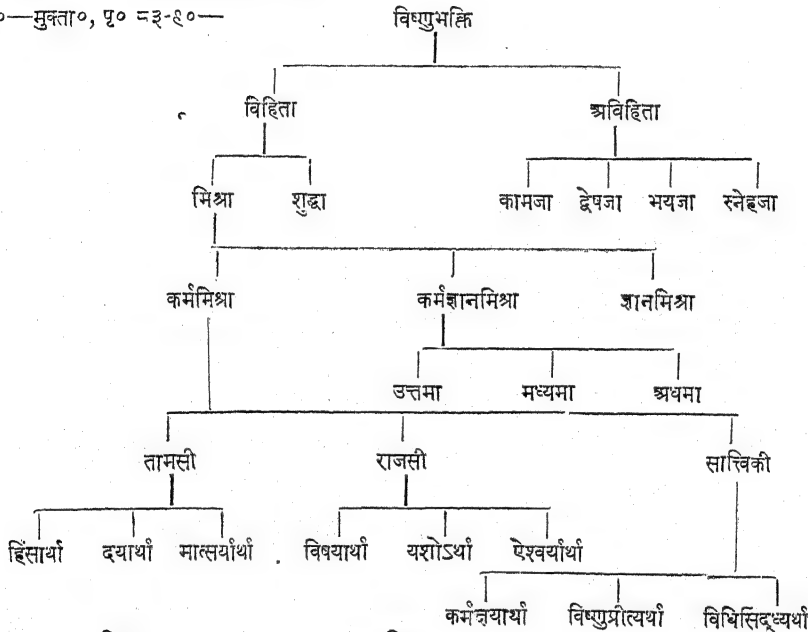 ०—मुक्ता०, पृ० ८३-९०—
विष्णुभक्ति
विहिता अविहिता
मिश्रा शुद्धा कामजा द्वेषजा भयजा स्नेहजा
कर्ममिश्रा कर्मज्ञानमिश्रा ज्ञानमिश्रा
उत्तमा मध्यमा अधमा
तामसी राजसी सात्त्विकी
हिंसार्था दयार्था मात्सर्यार्था विषयार्था यशोऽर्था ऐश्वर्यार्था
कर्मक्षयार्था विष्णुप्रीत्यर्था विधिसिद्ध्यर्था